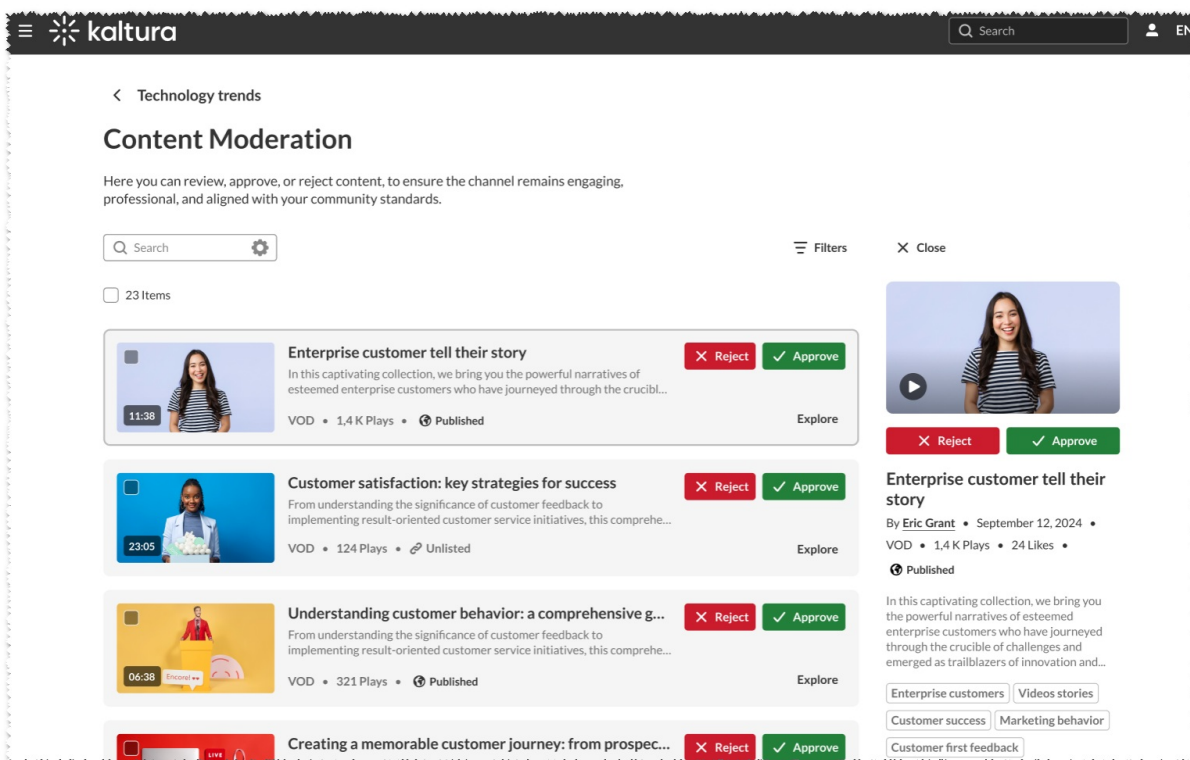 kaltura
Search
EN
Technology trends
Content Moderation
Here you can review, approve, or reject content, to ensure the channel remains engaging,
professional, and aligned with your community standards.
Search
Filters
Close
23 Items
Enterprise customer tell their story
In this captivating collection, we bring you the powerful narratives of
esteemed enterprise customers who have journeyed through the crucibl...
Reject
Approve
11:38
VOD • 1,4 K Plays • Published
Explore
Customer satisfaction: key strategies for success
From understanding the significance of customer feedback to
implementing result-oriented customer service initiatives, this comprehe...
Reject
Approve
23:05
VOD • 124 Plays • Unlisted
Explore
Understanding customer behavior: a comprehensive g...
From understanding the significance of customer feedback to
implementing result-oriented customer service initiatives, this comprehe...
Reject
Approve
06:38
Encore!
VOD • 321 Plays • Published
Explore
LIVE
Creating a memorable customer journey: from prospec...
Reject
Approve
Reject
Approve
Enterprise customer tell their
story
By Eric Grant • September 12, 2024 •
VOD • 1,4 K Plays • 24 Likes •
Published
In this captivating collection, we bring you
the powerful narratives of esteemed
enterprise customers who have journeyed
through the crucible of challenges and
emerged as trailblazers of innovation and...
Enterprise customers
Videos stories
Customer success
Marketing behavior
Customer first feedback